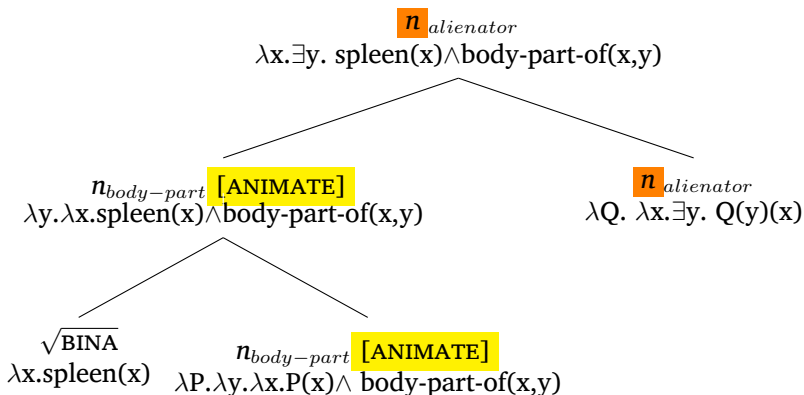 n alienator
λx.∃y. spleen(x)∧body-part-of(x,y)
n body−part [ANIMATE]
λy.λx.spleen(x)∧body-part-of(x,y)
n alienator
λQ. λx.∃y. Q(y)(x)
√BINA
λx.spleen(x)
n body−part [ANIMATE]
λP.λy.λx.P(x)∧ body-part-of(x,y)